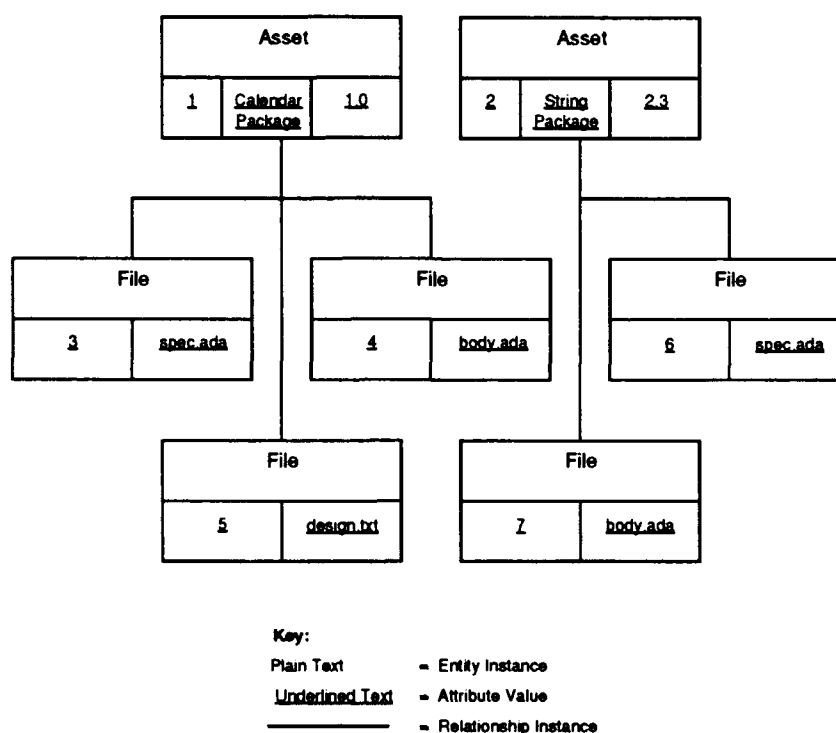 Asset
Asset
1
Calendar
Package
1.0
2
String
Package
2.3
File
File
File
3
spec.ada
4
body.ada
6
spec.ada
File
File
5
design.txt
7
body.ada
Key:
Plain Text = Entity Instance
Underlined Text = Attribute Value
= Relationship Instance